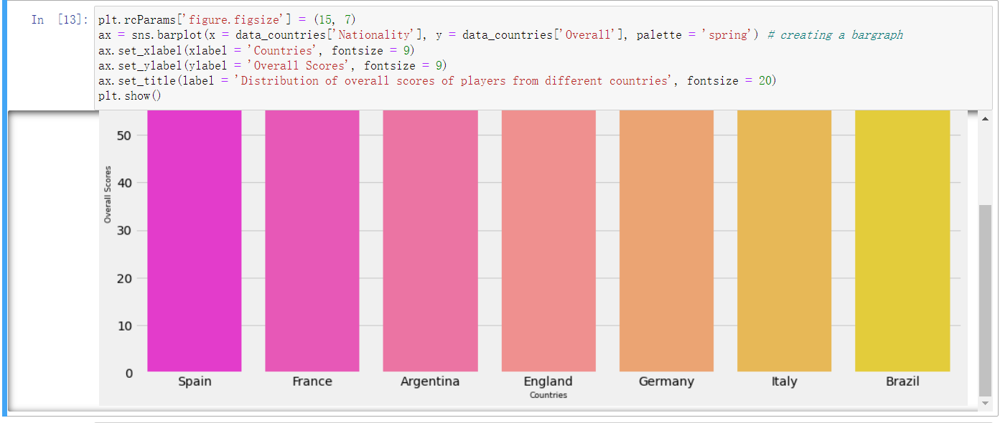 In [13]: plt.rcParams['figure.figsize'] = (15, 7)
ax = sns.barplot(x = data_countries['Nationality'], y = data_countries['Overall'], palette = 'spring') # creating a bargraph
ax.set_xlabel(xlabel = 'Countries', fontsize = 9)
ax.set_ylabel(ylabel = 'Overall Scores', fontsize = 9)
ax.set_title(label = 'Distribution of overall scores of players from different countries', fontsize = 20)
plt.show()
Overall Scores
50
40
30
20
10
0
Spain France Argentina England Germany Italy Brazil
Countries